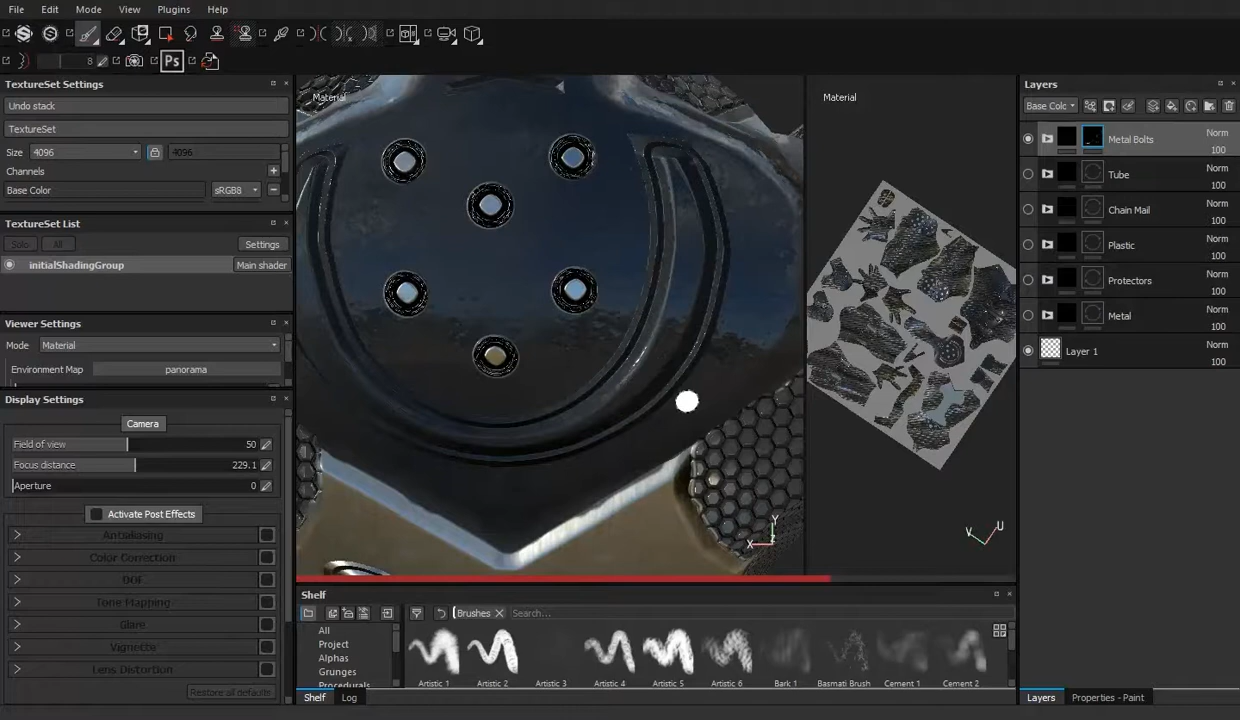 File Edit Mode View Plugins Help
8 Ps
TextureSet Settings
Undo stack
TextureSet
Size 4096 4096
Channels
Base Color sRGB8
TextureSet List
Solo All Settings
initialShadingGroup Main shader
Viewer Settings
Mode Material
Environment Map panorama
Display Settings
Camera
Field of view 50
Focus distance 229.1
Aperture 0
Activate Post Effects
Antialiasing
Color Correction
DOF
Tone Mapping
Glare
Vignette
Lens Distortion
Restore all defaults
Material
Y
Z
X
Material
V U
Shelf
Brushes Search...
All
Project
Alphas
Grunges
Procedurals
Artistic 1 Artistic 2 Artistic 3 Artistic 4 Artistic 5 Artistic 6 Bark 1 Basmati Brush Cement 1 Cement 2
Shelf Log
Layers
Base Colc
Metal Bolts Norm 100
Tube Norm 100
Chain Mail Norm 100
Plastic Norm 100
Protectors Norm 100
Metal Norm 100
Layer 1 Norm 100
Layers Properties - Paint